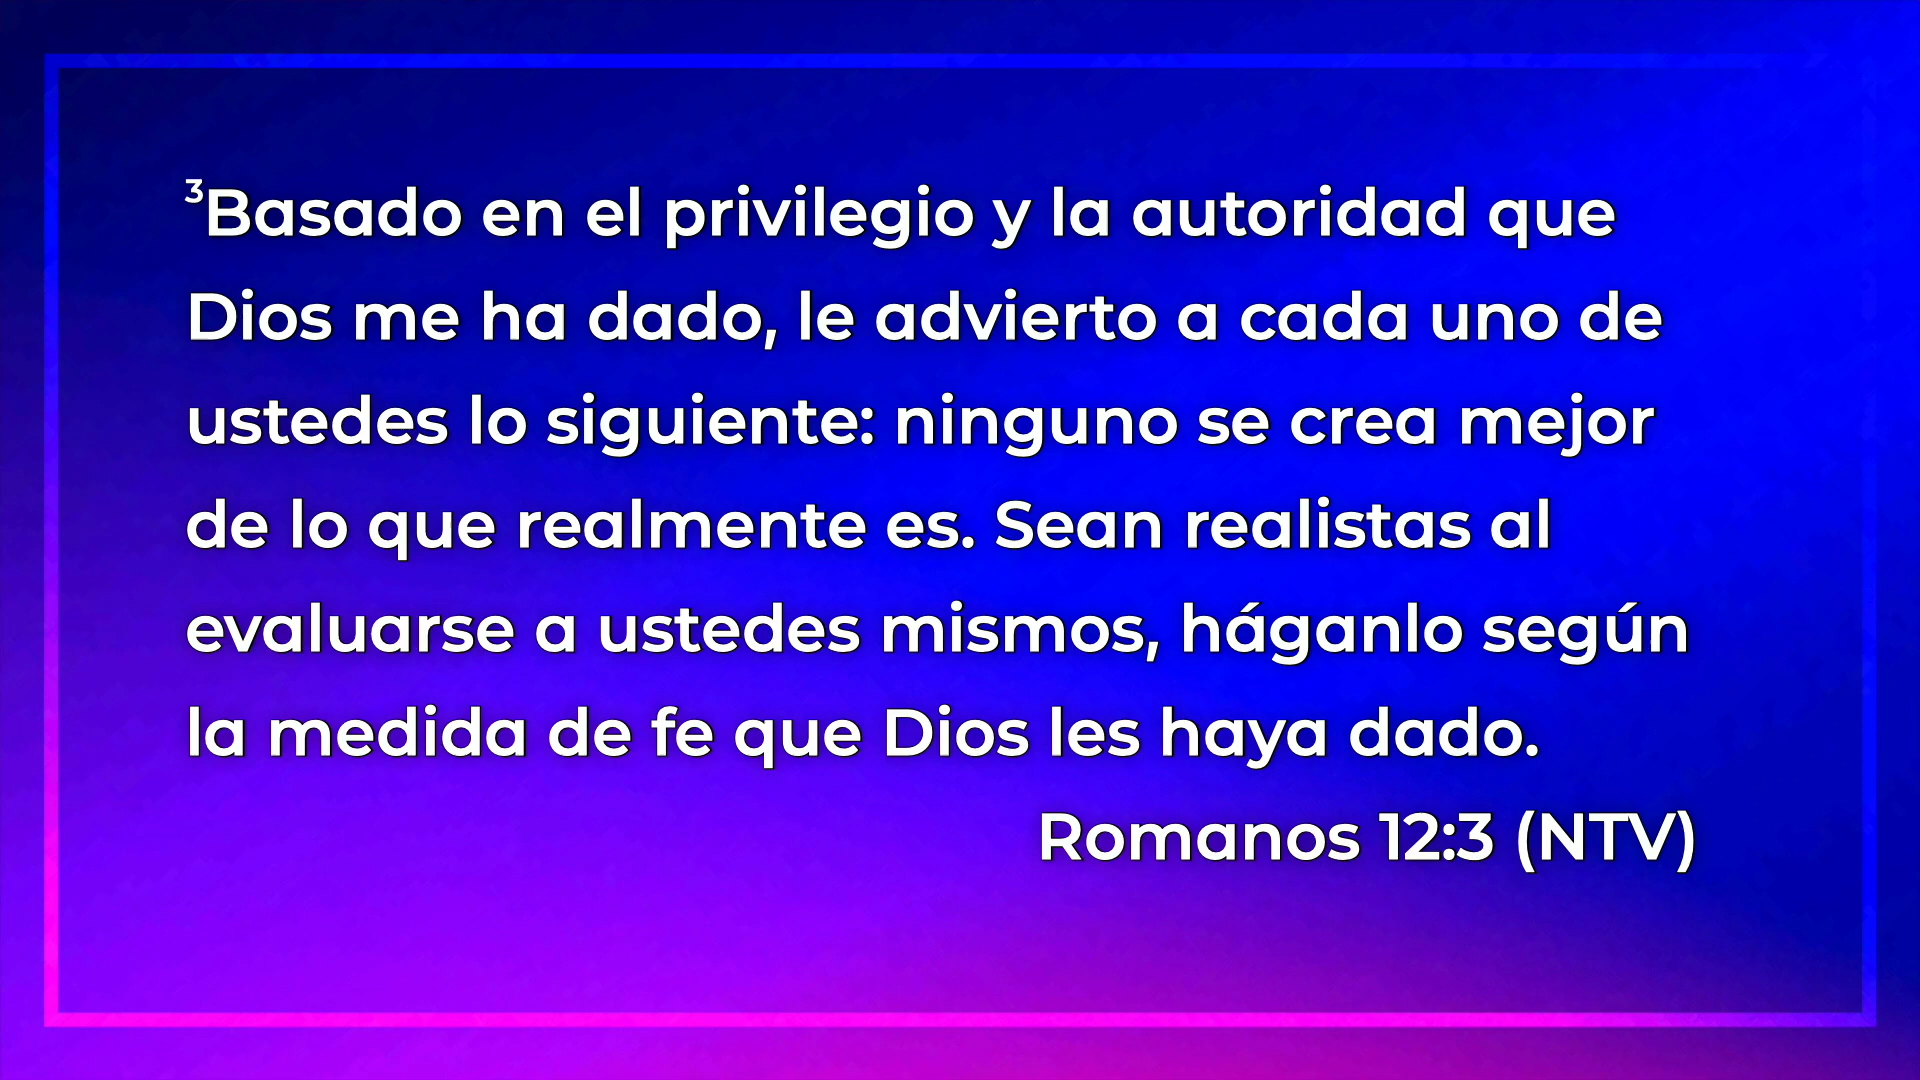 ³Basado en el privilegio y la autoridad que
Dios me ha dado, le advierto a cada uno de
ustedes lo siguiente: ninguno se crea mejor
de lo que realmente es. Sean realistas al
evaluarse a ustedes mismos, háganlo según
la medida de fe que Dios les haya dado.
Romanos 12:3 (NTV)